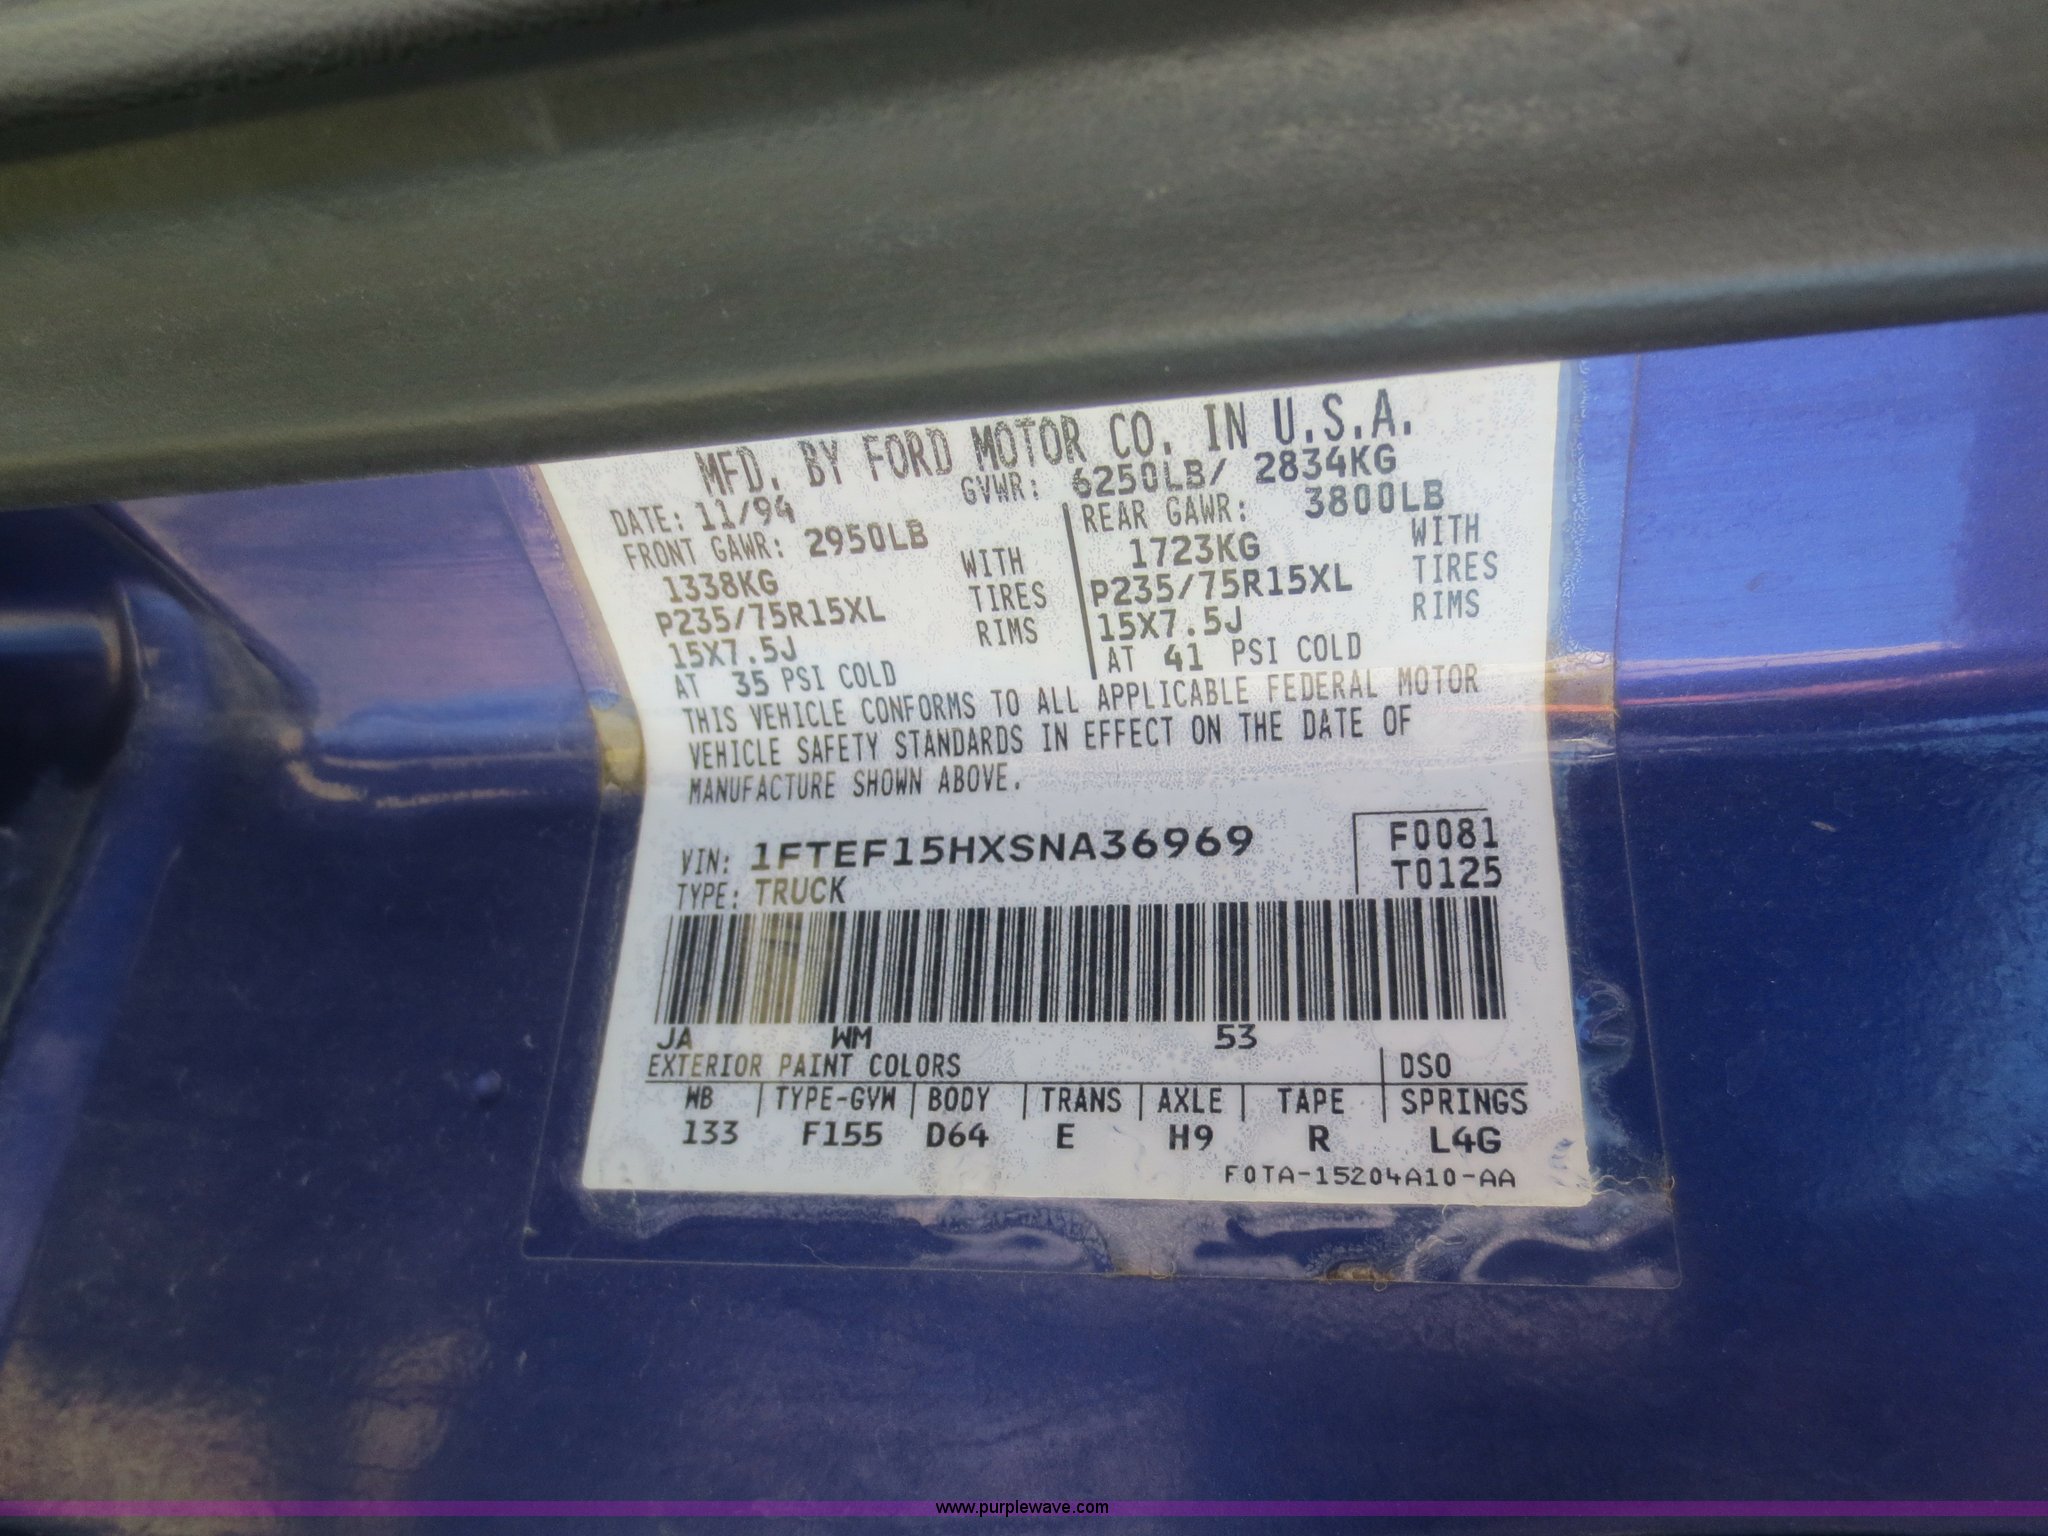 MFD. BY FORD MOTOR CO. IN U.S.A.
DATE: 11/94 GVWR: 6250LB/ 2834KG
FRONT GAWR: 2950LB REAR GAWR: 3800LB
1338KG WITH 1723KG WITH
P235/75R15XL TIRES P235/75R15XL TIRES
15X7.5J RIMS 15X7.5J RIMS
AT 35 PSI COLD AT 41 PSI COLD
THIS VEHICLE CONFORMS TO ALL APPLICABLE FEDERAL MOTOR
VEHICLE SAFETY STANDARDS IN EFFECT ON THE DATE OF
MANUFACTURE SHOWN ABOVE.
VIN: 1FTEF15HXSNA36969 F0081
TYPE: TRUCK T0125
JA WM 53
EXTERIOR PAINT COLORS DSO
WB TYPE-GVW BODY TRANS AXLE TAPE SPRINGS
133 F155 D64 E H9 R L4G
F0TA-15204A10-AA
www.purplewave.com